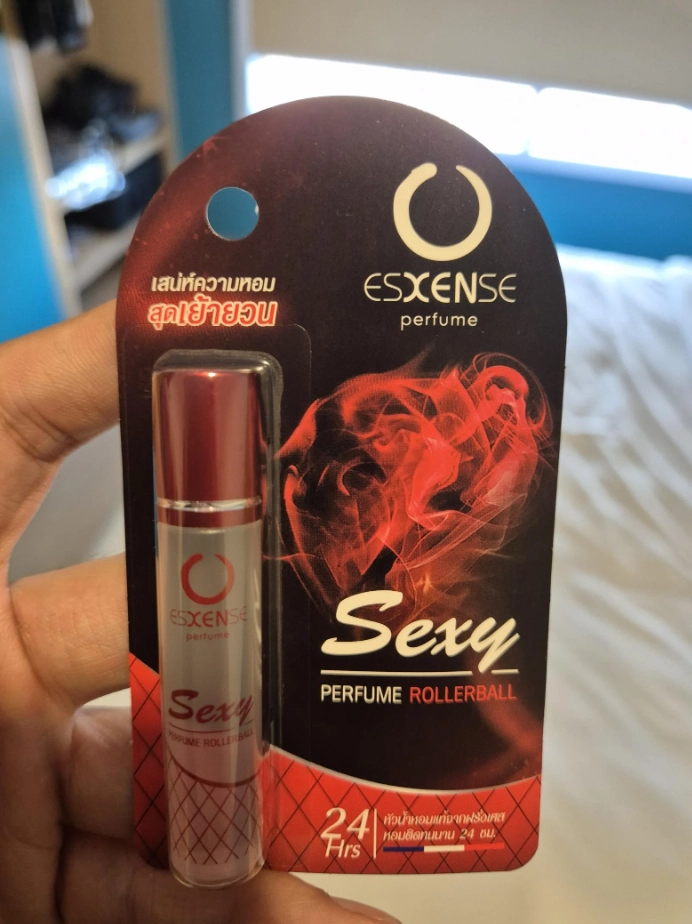 ESXENSE
perfume
เสน่ห์ความหอม
สุดเย้ายวน
ESXENSE
perfume
Sexy
PERFUME ROLLERBALL
Sexy
PERFUME ROLLERBALL
24 Hrs
หัวน้ำหอมแท้จากฝรั่งเศส
หอมติดทนนาน 24 ชม.